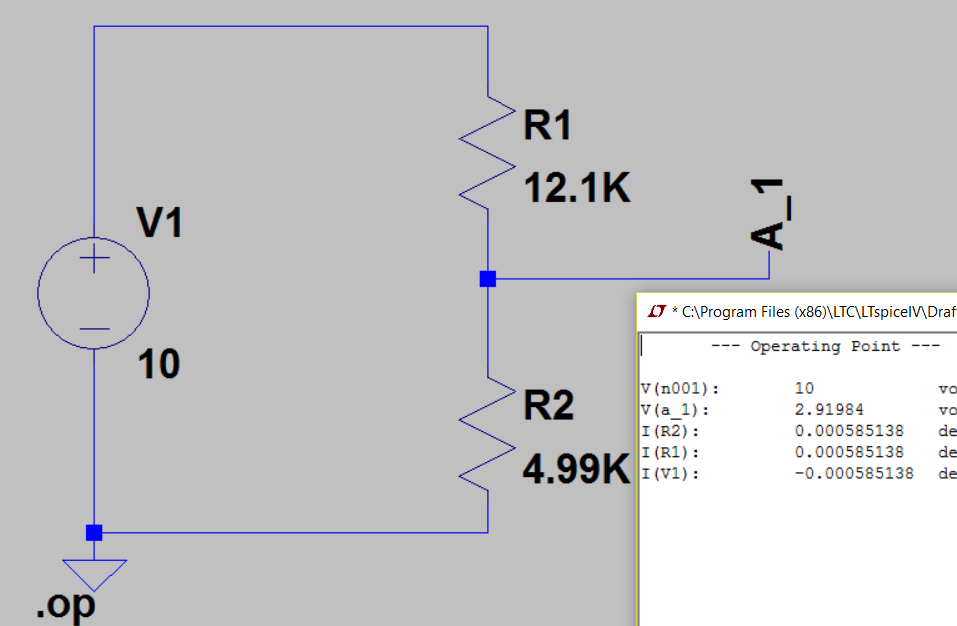 R1
12.1K
V1
10
A_1
R2
4.99K
.op
* C:\Program Files (x86)\LTC\LTspiceIV\Draf
--- Operating Point ---
V(n001): 10 vo
V(a_1): 2.91984 vo
I(R2): 0.000585138 de
I(R1): 0.000585138 de
I(V1): -0.000585138 de